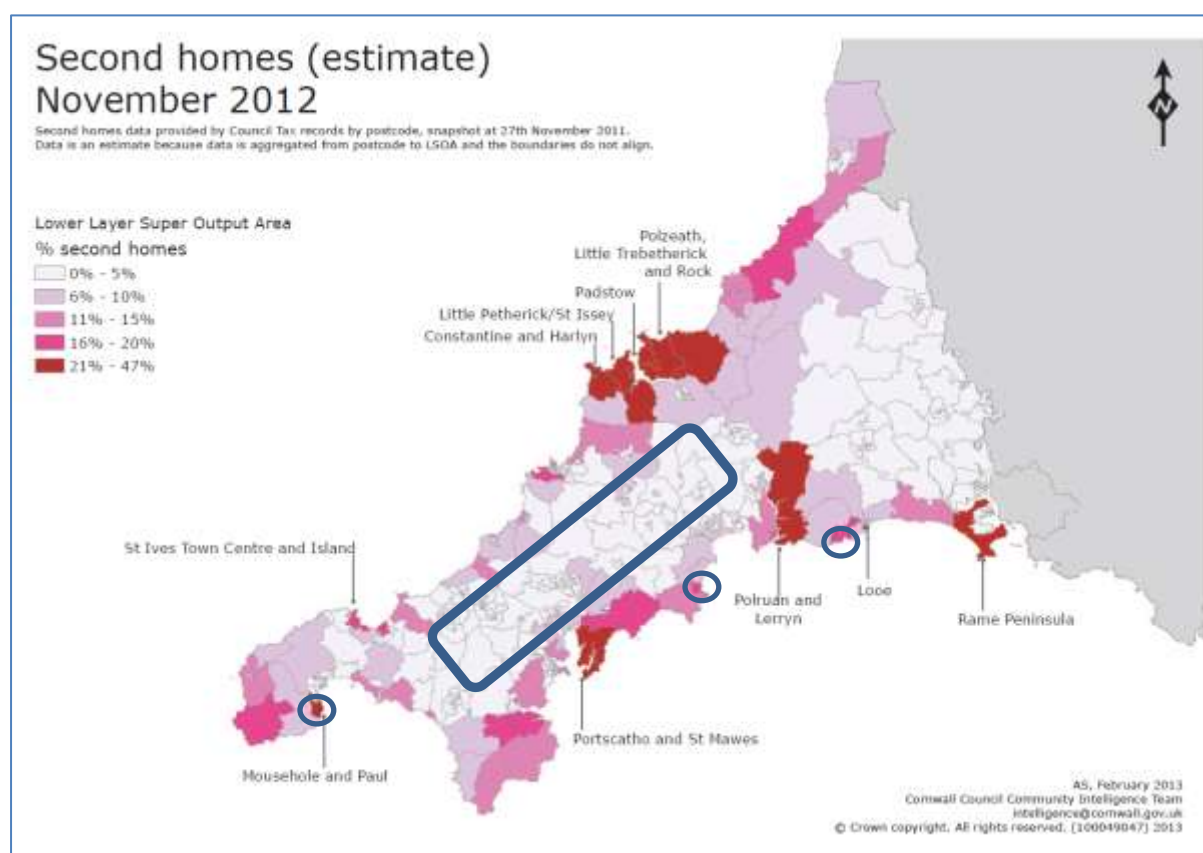 Second homes (estimate)
November 2012
Second homes data provided by Council Tax records by postcode, snapshot at 27th November 2011.
Data is an estimate because data is aggregated from postcode to LSOA and the boundaries do not align.
N
Lower Layer Super Output Area
% second homes
0% - 5%
6% - 10%
11% - 15%
16% - 20%
21% - 47%
Polzeath,
Little Trebetherick
and Rock
Padstow
Little Petherick/St Issey
Constantine and Harlyn
St Ives Town Centre and Island
Looe
Polruan and
Lerryn
Rame Peninsula
Portscatho and St Mawes
Mousehole and Paul
AS, February 2013
Cornwall Council Community Intelligence Team
intelligence@cornwall.gov.uk
© Crown copyright. All rights reserved. (100049047) 2013